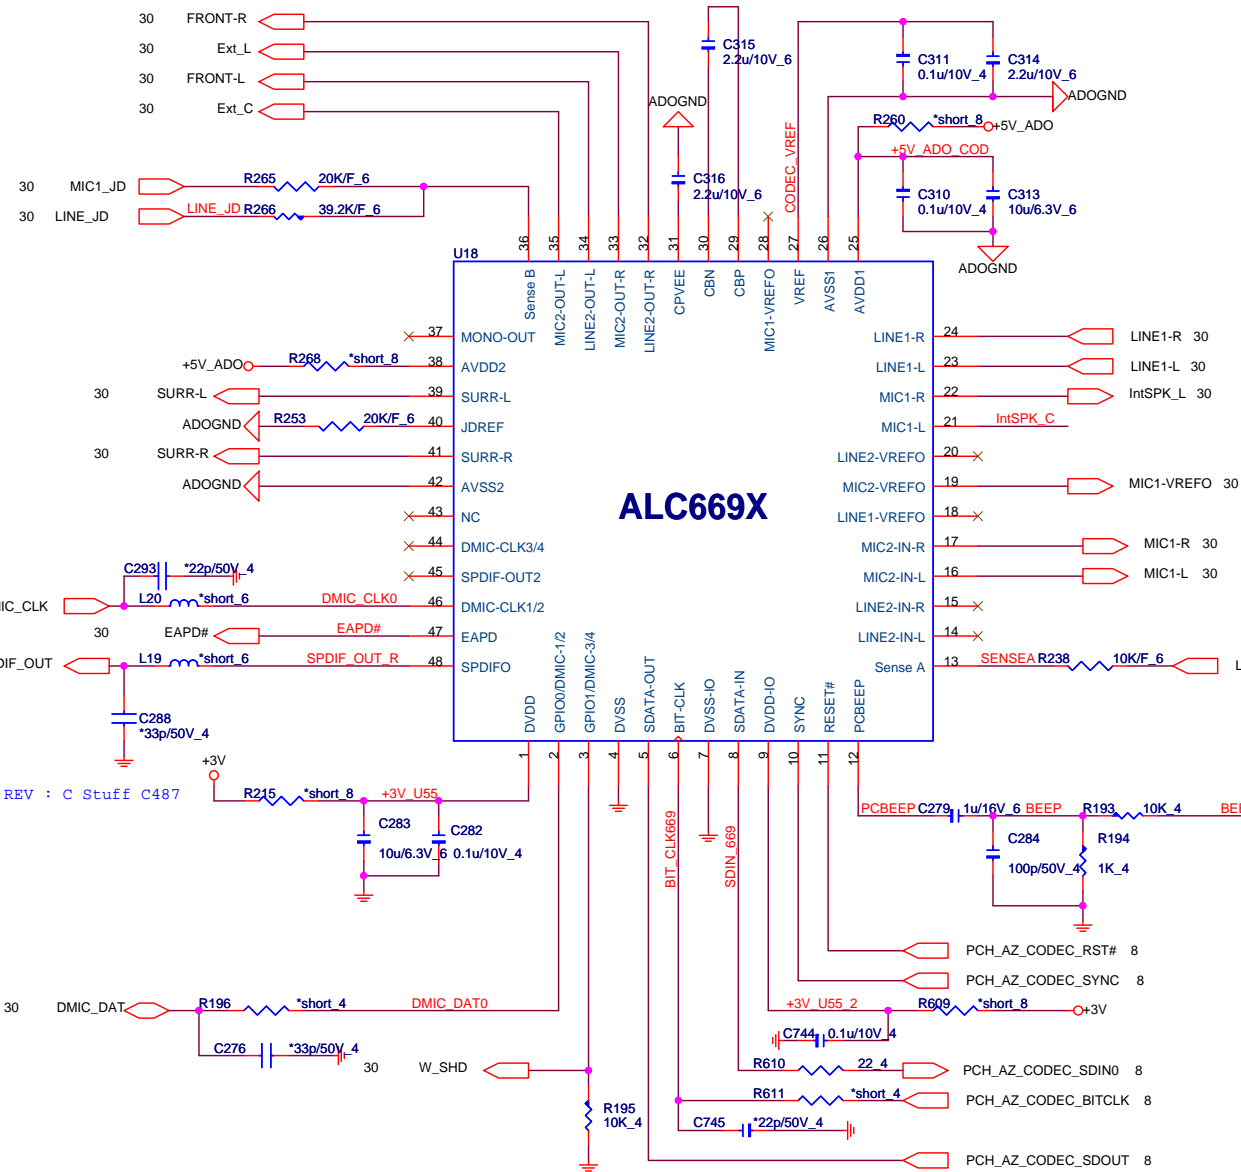 30 FRONT-R
30 Ext_L
30 FRONT-L
30 Ext_C
C315
2.2u/10V_6
C311
0.1u/10V_4
C314
2.2u/10V_6
ADOGND
ADOGND
CODEC_VREF
R260 *short_8
+5V_ADO
+5V_ADO_COD
C316
2.2u/10V_6
C310
0.1u/10V_4
C313
10u/6.3V_6
ADOGND
30 MIC1_JD
R265 20K/F_6
30 LINE_JD
LINE_JD R266 39.2K/F_6
U18
36 35 34 33 32 31 30 29 28 27 26 25
Sense B
MIC2-OUT-L
LINE2-OUT-L
MIC2-OUT-R
LINE2-OUT-R
CPVEE
CBN
CBP
MIC1-VREFO
VREF
AVSS1
AVDD1
37 MONO-OUT
+5V_ADO R268 *short_8 38 AVDD2
30 SURR-L 39 SURR-L
ADOGND R253 20K/F_6 40 JDREF
30 SURR-R 41 SURR-R
ADOGND 42 AVSS2
43 NC
44 DMIC-CLK3/4
45 SPDIF-OUT2
C293 *22p/50V_4
IC_CLK L20 *short_6 DMIC_CLK0 46 DMIC-CLK1/2
30 EAPD# EAPD# 47 EAPD
DIF_OUT L19 *short_6 SPDIF_OUT_R 48 SPDIFO
C288
*33p/50V_4
ALC669X
LINE1-R 24 LINE1-R 30
LINE1-L 23 LINE1-L 30
MIC1-R 22 IntSPK_L 30
MIC1-L 21 IntSPK_C
LINE2-VREFO 20
MIC2-VREFO 19 MIC1-VREFO 30
LINE1-VREFO 18
MIC2-IN-R 17 MIC1-R 30
MIC2-IN-L 16 MIC1-L 30
LINE2-IN-R 15
LINE2-IN-L 14
Sense A 13 SENSEA R238 10K/F_6 L
DVDD
GPIO0/DMIC-1/2
GPIO1/DMIC-3/4
DVSS
SDATA-OUT
BIT-CLK
DVSS-IO
SDATA-IN
DVDD-IO
SYNC
RESET#
PCBEEP
1 2 3 4 5 6 7 8 9 10 11 12
+3V
REV : C Stuff C487
R215 *short_8 +3V_U55
C283
10u/6.3V_6
C282
0.1u/10V_4
BIT_CLK669
SDIN_669
PCBEEP C279 1u/16V_6 BEEP R193 10K_4 BE
C284
100p/50V_4
R194
1K_4
PCH_AZ_CODEC_RST# 8
PCH_AZ_CODEC_SYNC 8
30 DMIC_DAT R196 *short_4 DMIC_DAT0
C276 *33p/50V_4
+3V_U55_2 R609 *short_8 +3V
C744 0.1u/10V_4
30 W_SHD
R610 22_4 PCH_AZ_CODEC_SDIN0 8
R611 *short_4 PCH_AZ_CODEC_BITCLK 8
R195
10K_4
C745 *22p/50V_4
PCH_AZ_CODEC_SDOUT 8